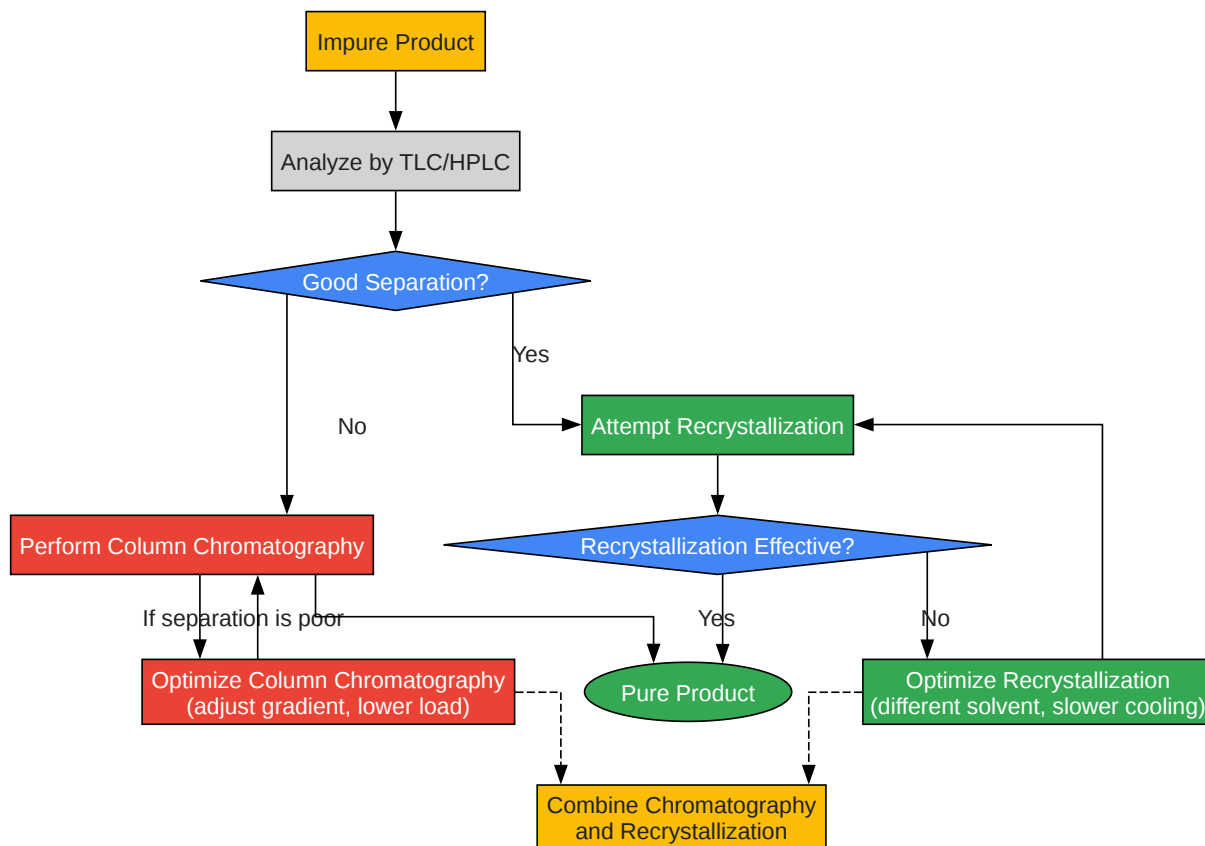 Impure Product
Analyze by TLC/HPLC
Good Separation?
Yes
No
Attempt Recrystallization
Perform Column Chromatography
Recrystallization Effective?
If separation is poor
Yes
No
Optimize Column Chromatography
(adjust gradient, lower load)
Pure Product
Optimize Recrystallization
(different solvent, slower cooling)
Combine Chromatography
and Recrystallization